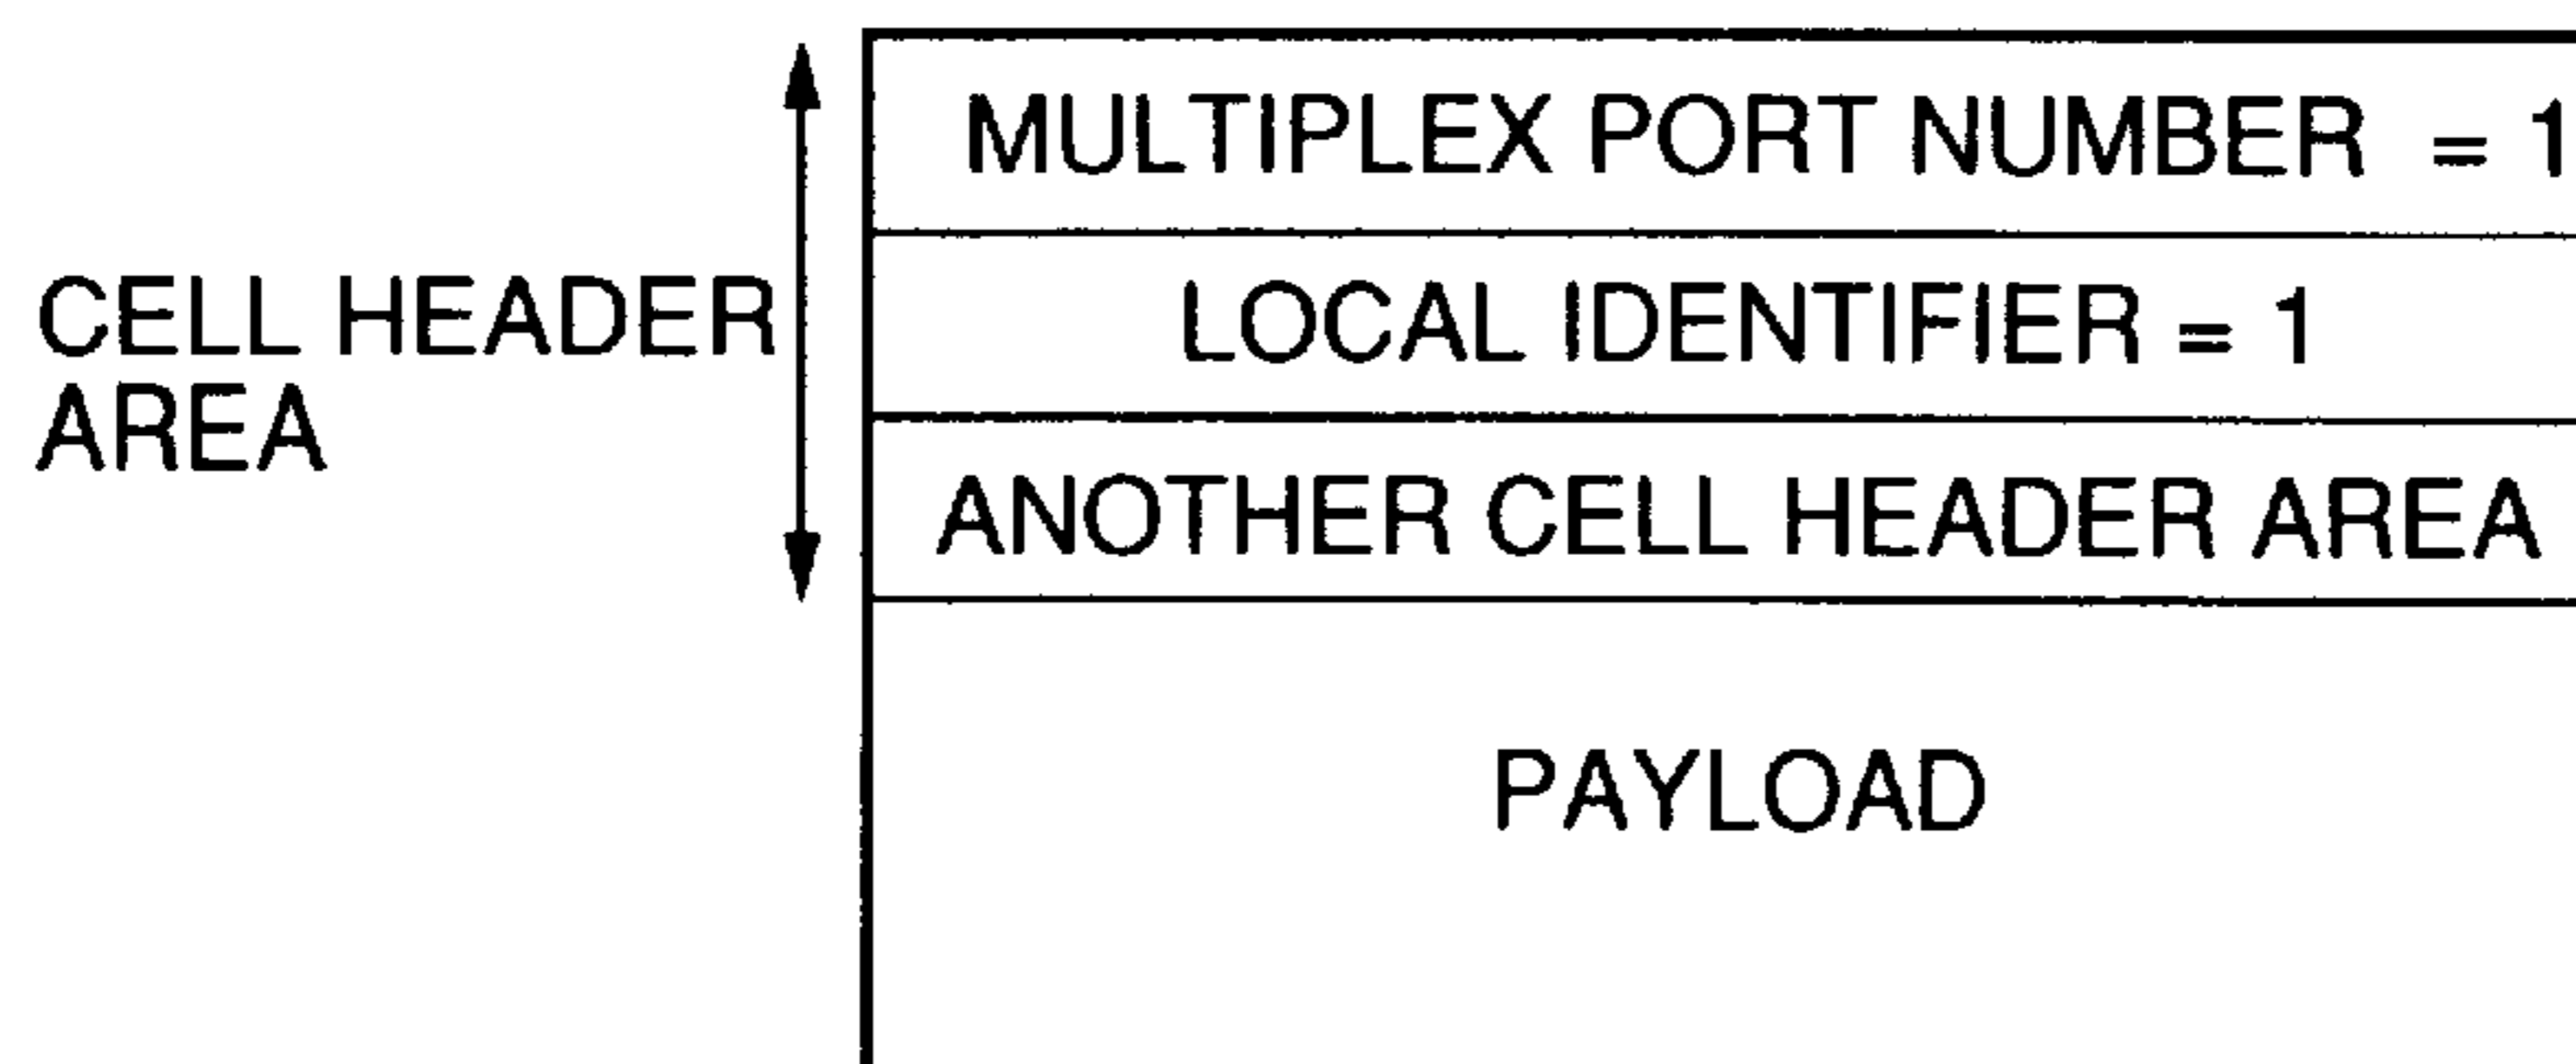 MULTIPLEX PORT NUMBER = 1
LOCAL IDENTIFIER = 1
CELL HEADER
AREA
ANOTHER CELL HEADER AREA
PAYLOAD